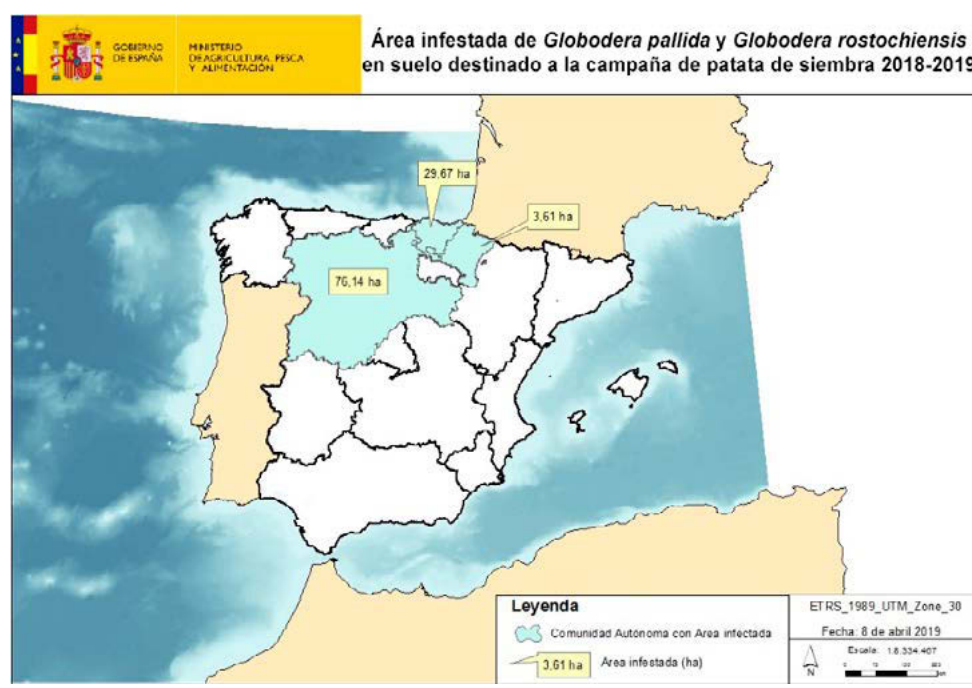 GOBIERNO
DE ESPAÑA
MINISTERIO
DE AGRICULTURA, PESCA
Y ALIMENTACIÓN
Área infestada de Globodera pallida y Globodera rostochiensis
en suelo destinado a la campaña de patata de siembra 2018-2019
29,67 ha
3,61 ha
76,14 ha
Leyenda
Comunidad Autónoma con Area infectada
3,61 ha
Area infestada (ha)
ETRS_1989_UTM_Zone_30
Fecha: 8 de abril 2019
Escala: 1:8.334.467
N